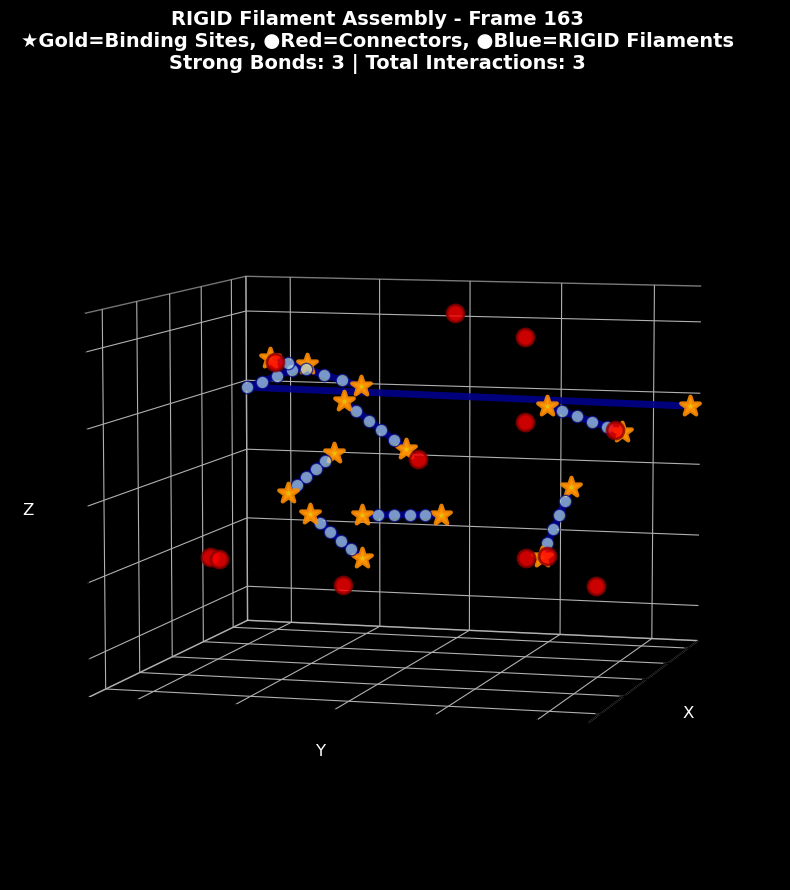 RIGID Filament Assembly - Frame 163
★Gold=Binding Sites, ●Red=Connectors, ●Blue=RIGID Filaments
Strong Bonds: 3 | Total Interactions: 3
Z
X
Y